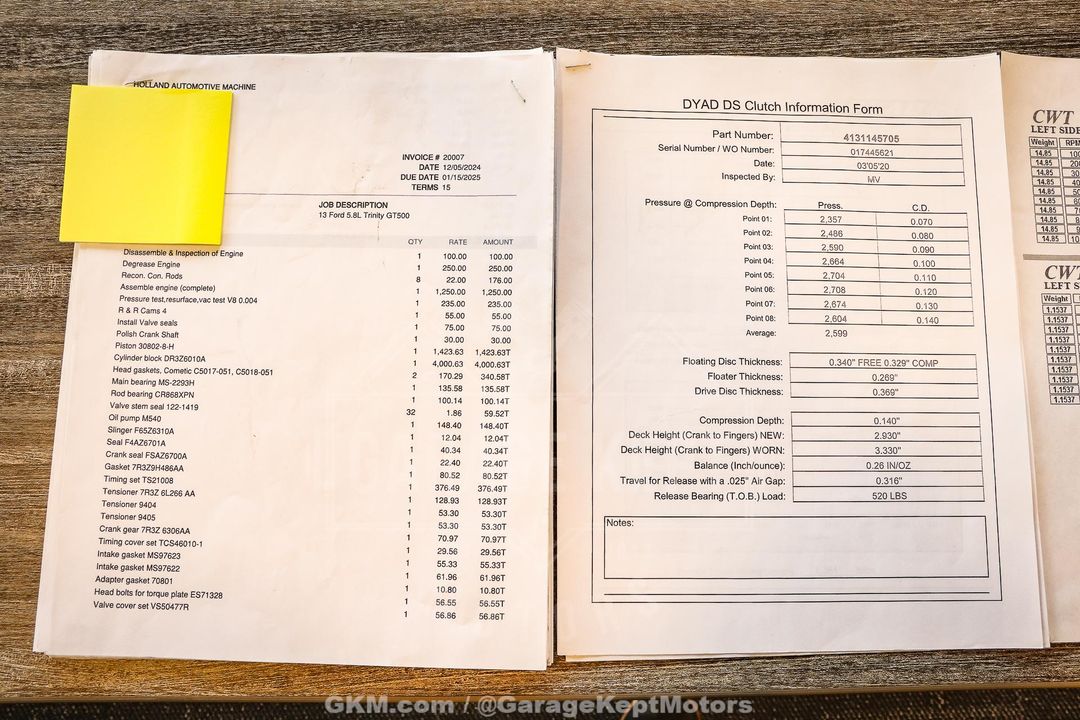 HOLLAND AUTOMOTIVE MACHINE
INVOICE # 20007
DATE 12/05/2024
DUE DATE 01/15/2025
TERMS 15
JOB DESCRIPTION
13 Ford 5.8L Trinity GT500
QTY RATE AMOUNT
Disassemble & Inspection of Engine 1 100.00 100.00
Degrease Engine 1 250.00 250.00
Recon. Con. Rods 8 22.00 176.00
Assemble engine (complete) 1 1,250.00 1,250.00
Pressure test,resurface,vac test V8 0.004 1 235.00 235.00
R & R Cams 4 1 55.00 55.00
Install Valve seals 1 75.00 75.00
Polish Crank Shaft 1 30.00 30.00
Piston 30802-8-H 1 1,423.63 1,423.63T
Cylinder block DR3Z6010A 1 4,000.63 4,000.63T
Head gaskets, Cometic C5017-051, C5018-051 2 170.29 340.58T
Main bearing MS-2293H 1 135.58 135.58T
Rod bearing CR868XPN 1 100.14 100.14T
Valve stem seal 122-1419 32 1.86 59.52T
Oil pump M540 1 148.40 148.40T
Slinger F65Z6310A 1 12.04 12.04T
Seal F4AZ6701A 1 40.34 40.34T
Crank seal FSAZ6700A 1 22.40 22.40T
Gasket 7R3Z9H486AA 1 80.52 80.52T
Timing set TS21008 1 376.49 376.49T
Tensioner 7R3Z 6L266 AA 1 128.93 128.93T
Tensioner 9404 1 53.30 53.30T
Tensioner 9405 1 53.30 53.30T
Crank gear 7R3Z 6306AA 1 70.97 70.97T
Timing cover set TCS46010-1 1 29.56 29.56T
Intake gasket MS97623 1 55.33 55.33T
Intake gasket MS97622 1 61.96 61.96T
Adapter gasket 70801 1 10.80 10.80T
Head bolts for torque plate ES71328 1 56.55 56.55T
Valve cover set VS50477R 1 56.86 56.86T
DYAD DS Clutch Information Form
Part Number: 4131145705
Serial Number / WO Number: 017445621
Date: 03'05'20
Inspected By: MV
Pressure @ Compression Depth: Press. C.D.
Point 01: 2,357 0.070
Point 02: 2,486 0.080
Point 03: 2,590 0.090
Point 04: 2,664 0.100
Point 05: 2,704 0.110
Point 06: 2,708 0.120
Point 07: 2,674 0.130
Point 08: 2,604 0.140
Average: 2,599
Floating Disc Thickness: 0.340" FREE 0.329" COMP
Floater Thickness: 0.269"
Drive Disc Thickness: 0.369"
Compression Depth: 0.140"
Deck Height (Crank to Fingers) NEW: 2.930"
Deck Height (Crank to Fingers) WORN: 3.330"
Balance (Inch/ounce): 0.26 IN/OZ
Travel for Release with a .025" Air Gap: 0.316"
Release Bearing (T.O.B.) Load: 520 LBS
Notes:
CWT
LEFT SIDE
Weight RPM
14.85
14.85
14.85
14.85
14.85
14.85
14.85
14.85
CWT
LEFT S
Weight
1.1537
1.1537
1.1537
1.1537
1.1537
1.1537
1.1537
1.1537
GKM.com / @GarageKeptMotors